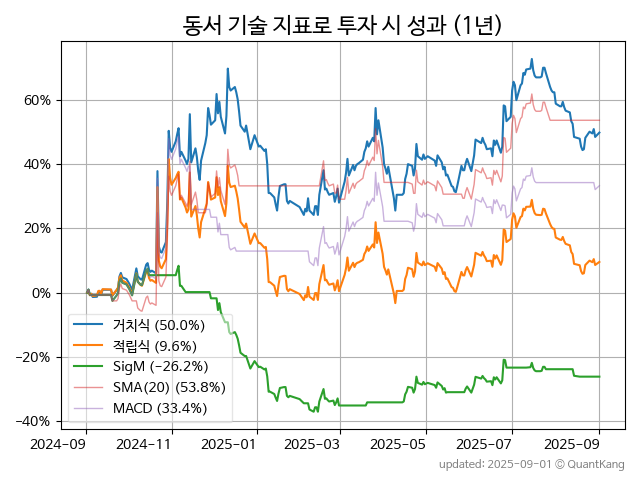 동서 기술 지표로 투자 시 성과 (1년)
60%
40%
20%
0%
−20%
−40%
거치식 (50.0%)
적립식 (9.6%)
SigM (−26.2%)
SMA(20) (53.8%)
MACD (33.4%)
2024−09 2024−11 2025−01 2025−03 2025−05 2025−07 2025−09
updated: 2025-09-01 © QuantKang